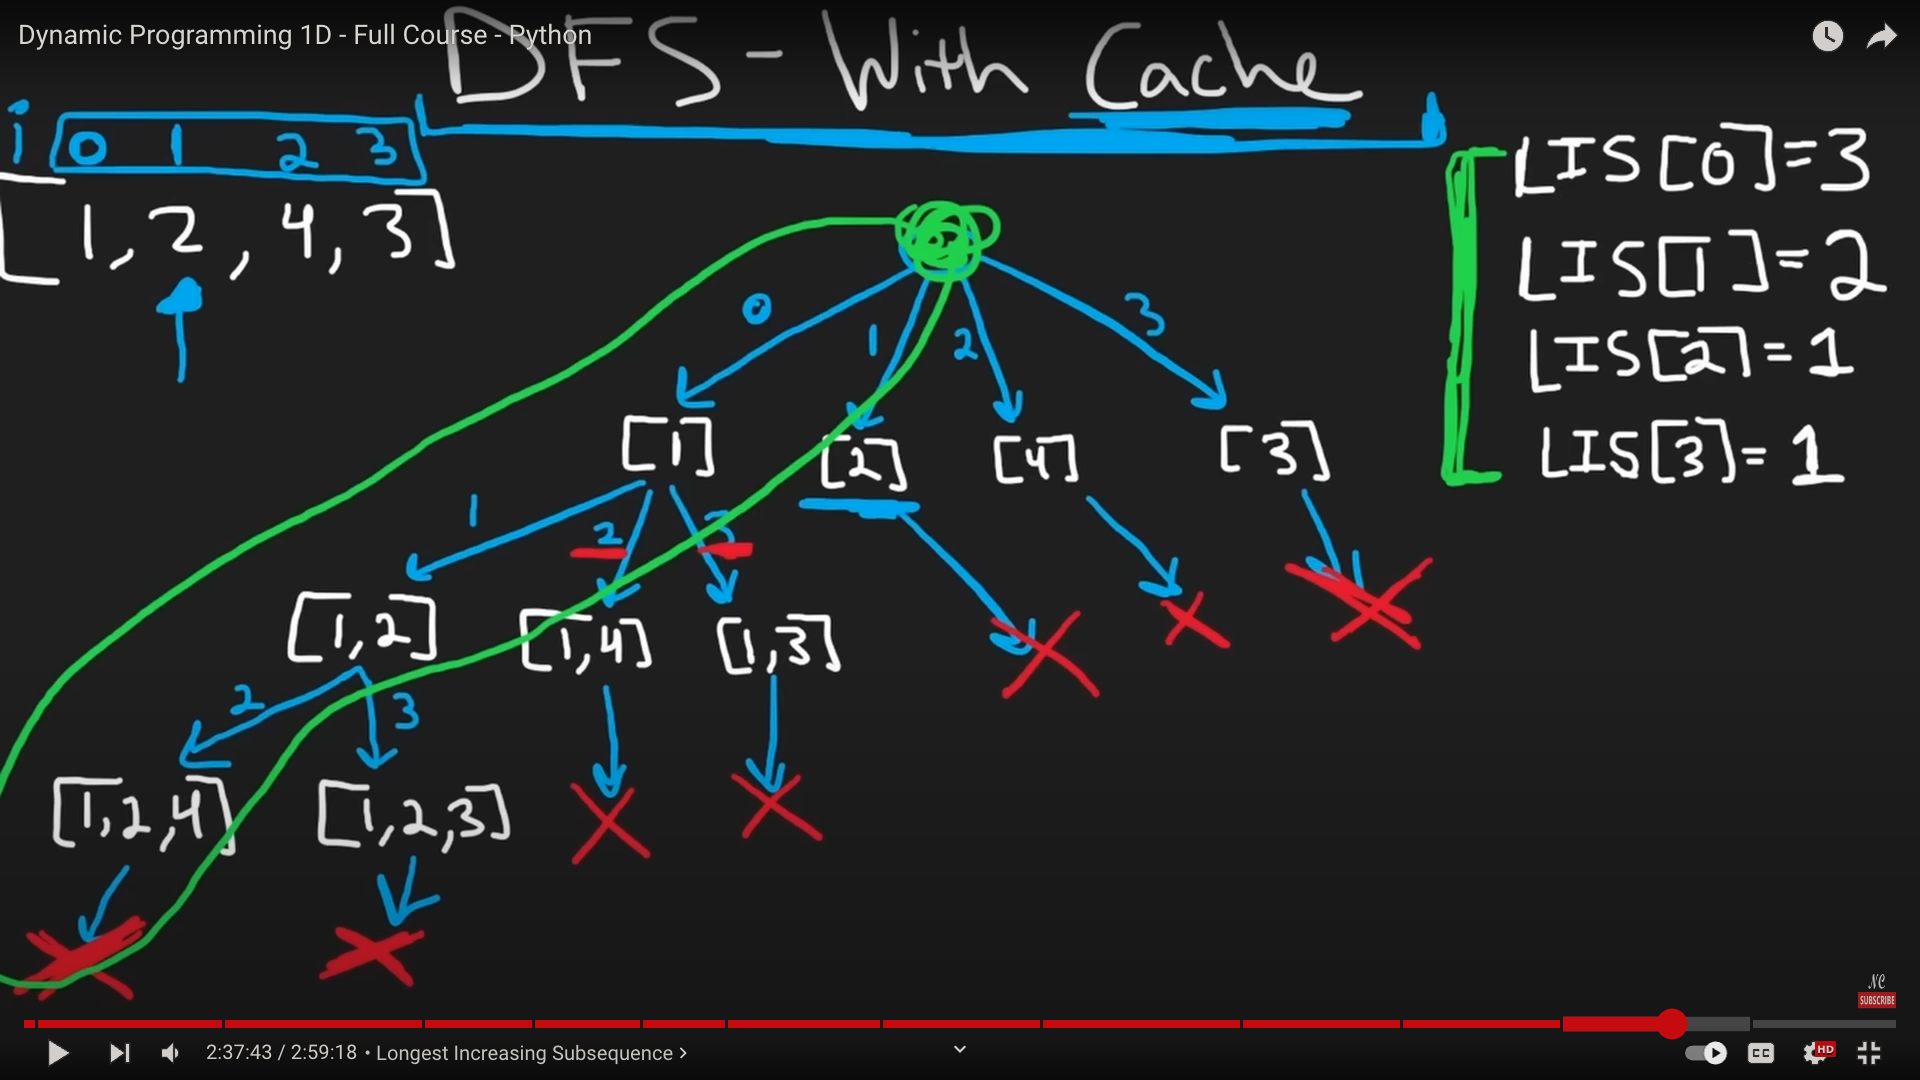 Dynamic Programming 1D - Full Course - Python
DFS - With Cache
i 0 1 2 3
[1, 2, 4, 3]
LIS[0]=3
LIS[1]=2
LIS[2]=1
LIS[3]=1
0 1 2 3
[1] [2] [4] [3]
1 2 3
[1,2] [1,4] [1,3]
2 3
[1,2,4] [1,2,3]
NC
SUBSCRIBE
2:37:43 / 2:59:18 • Longest Increasing Subsequence >
CC HD